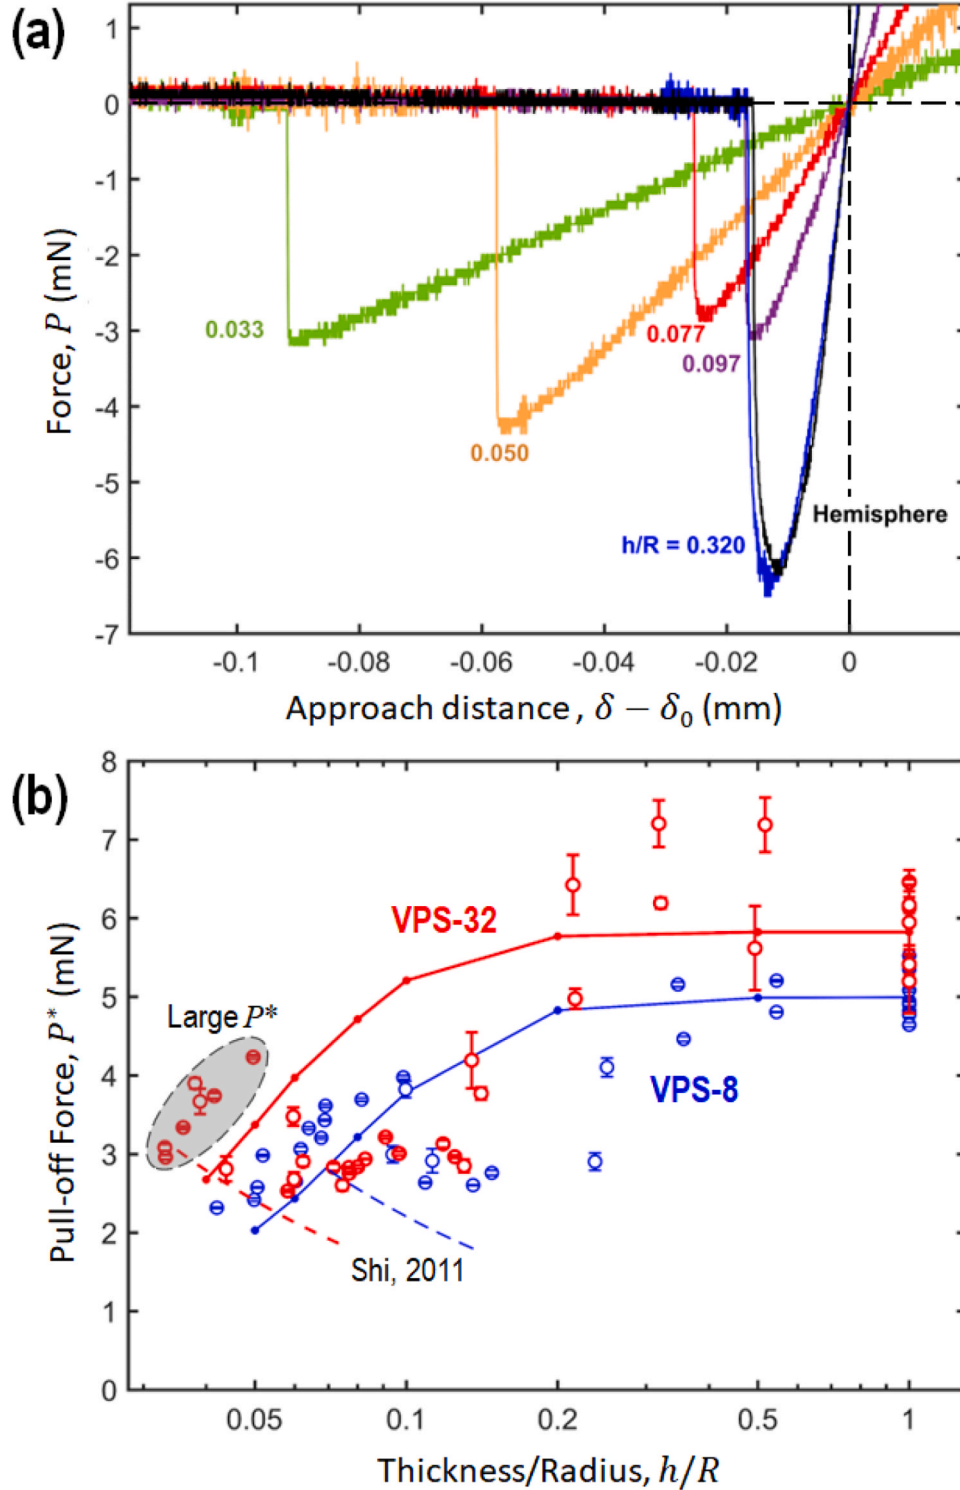 (a)
1
0
-1
-2
-3
-4
-5
-6
-7
Force, P (mN)
0.033
0.050
0.077
0.097
h/R = 0.320
Hemisphere
-0.1
-0.08
-0.06
-0.04
-0.02
0
Approach distance , δ − δ₀ (mm)
(b)
8
7
6
5
4
3
2
1
0
Pull-off Force, P* (mN)
VPS-32
Large P*
VPS-8
Shi, 2011
0.05
0.1
0.2
0.5
1
Thickness/Radius, h/R